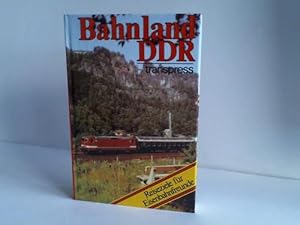 Bahnland
DDR
transpress
Reiseziele für
Eisenbahnfreunde